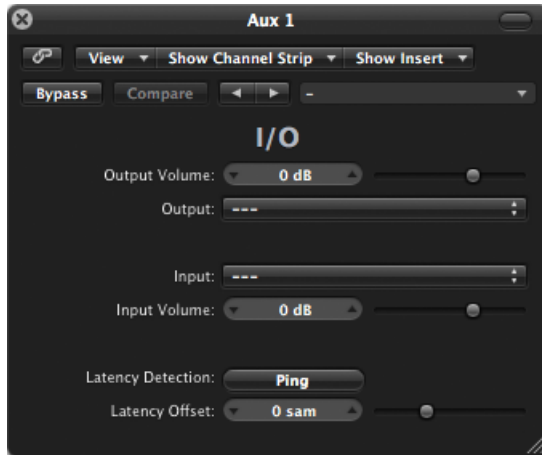 Aux 1
View Show Channel Strip Show Insert
Bypass Compare -
I/O
Output Volume: 0 dB
Output: ---
Input: ---
Input Volume: 0 dB
Latency Detection: Ping
Latency Offset: 0 sam